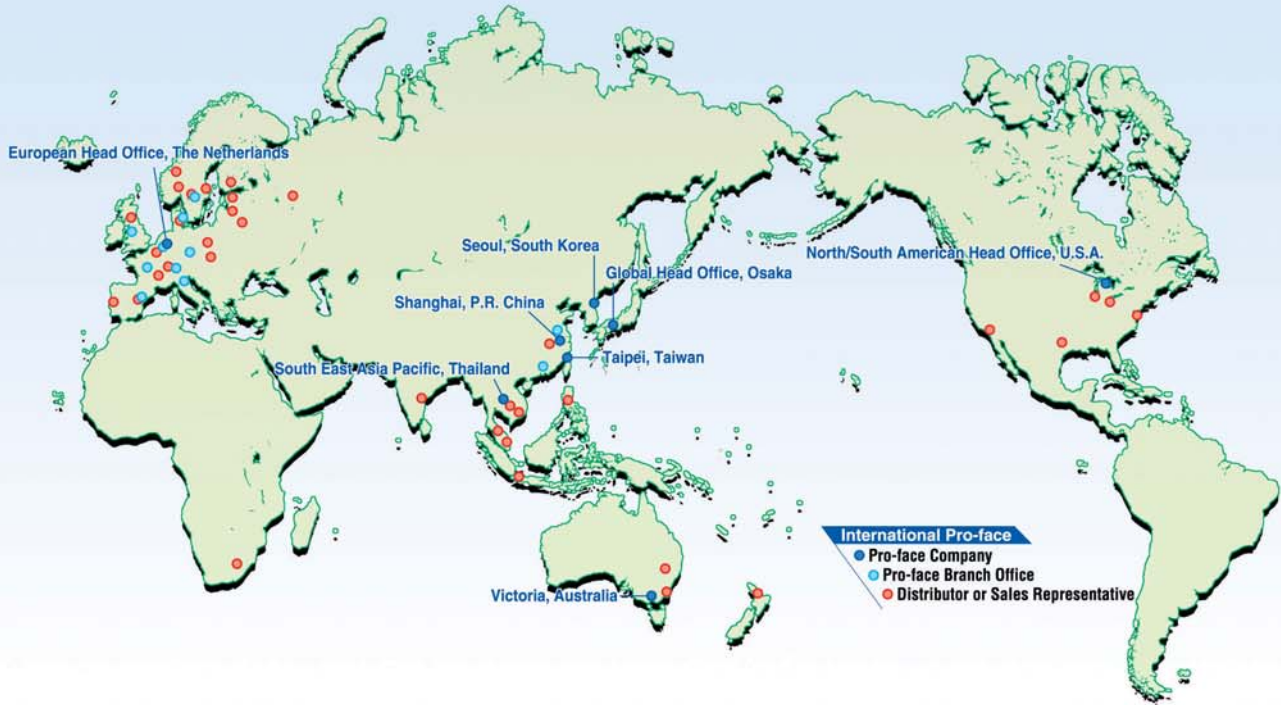 European Head Office, The Netherlands
Seoul, South Korea
Global Head Office, Osaka
North/South American Head Office, U.S.A.
Shanghai, P.R. China
Taipei, Taiwan
South East Asia Pacific, Thailand
Victoria, Australia
International Pro-face
Pro-face Company
Pro-face Branch Office
Distributor or Sales Representative